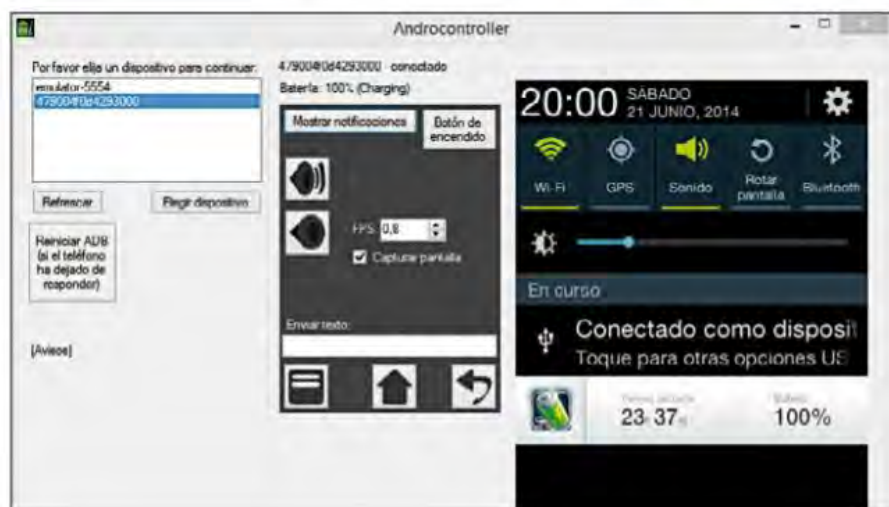 Androcontroller
Por favor elija un dispositivo para continuar:
emulator-5554
479004f0d4293000
Refrescar
Elegir dispositivo
Reiniciar ADB
(si el teléfono
ha dejado de
responder)
[Avisos]
479004f0d4293000 - conectado
Batería: 100% (Charging)
Mostrar notificaciones
Botón de
encendido
FPS: 0,8
Capturar pantalla
Enviar texto:
20:00 SÁBADO
21 JUNIO, 2014
Wi-Fi
GPS
Sonido
Rotar
pantalla
Bluetooth
En curso
Conectado como disposit
Toque para otras opciones US
23 37
100%